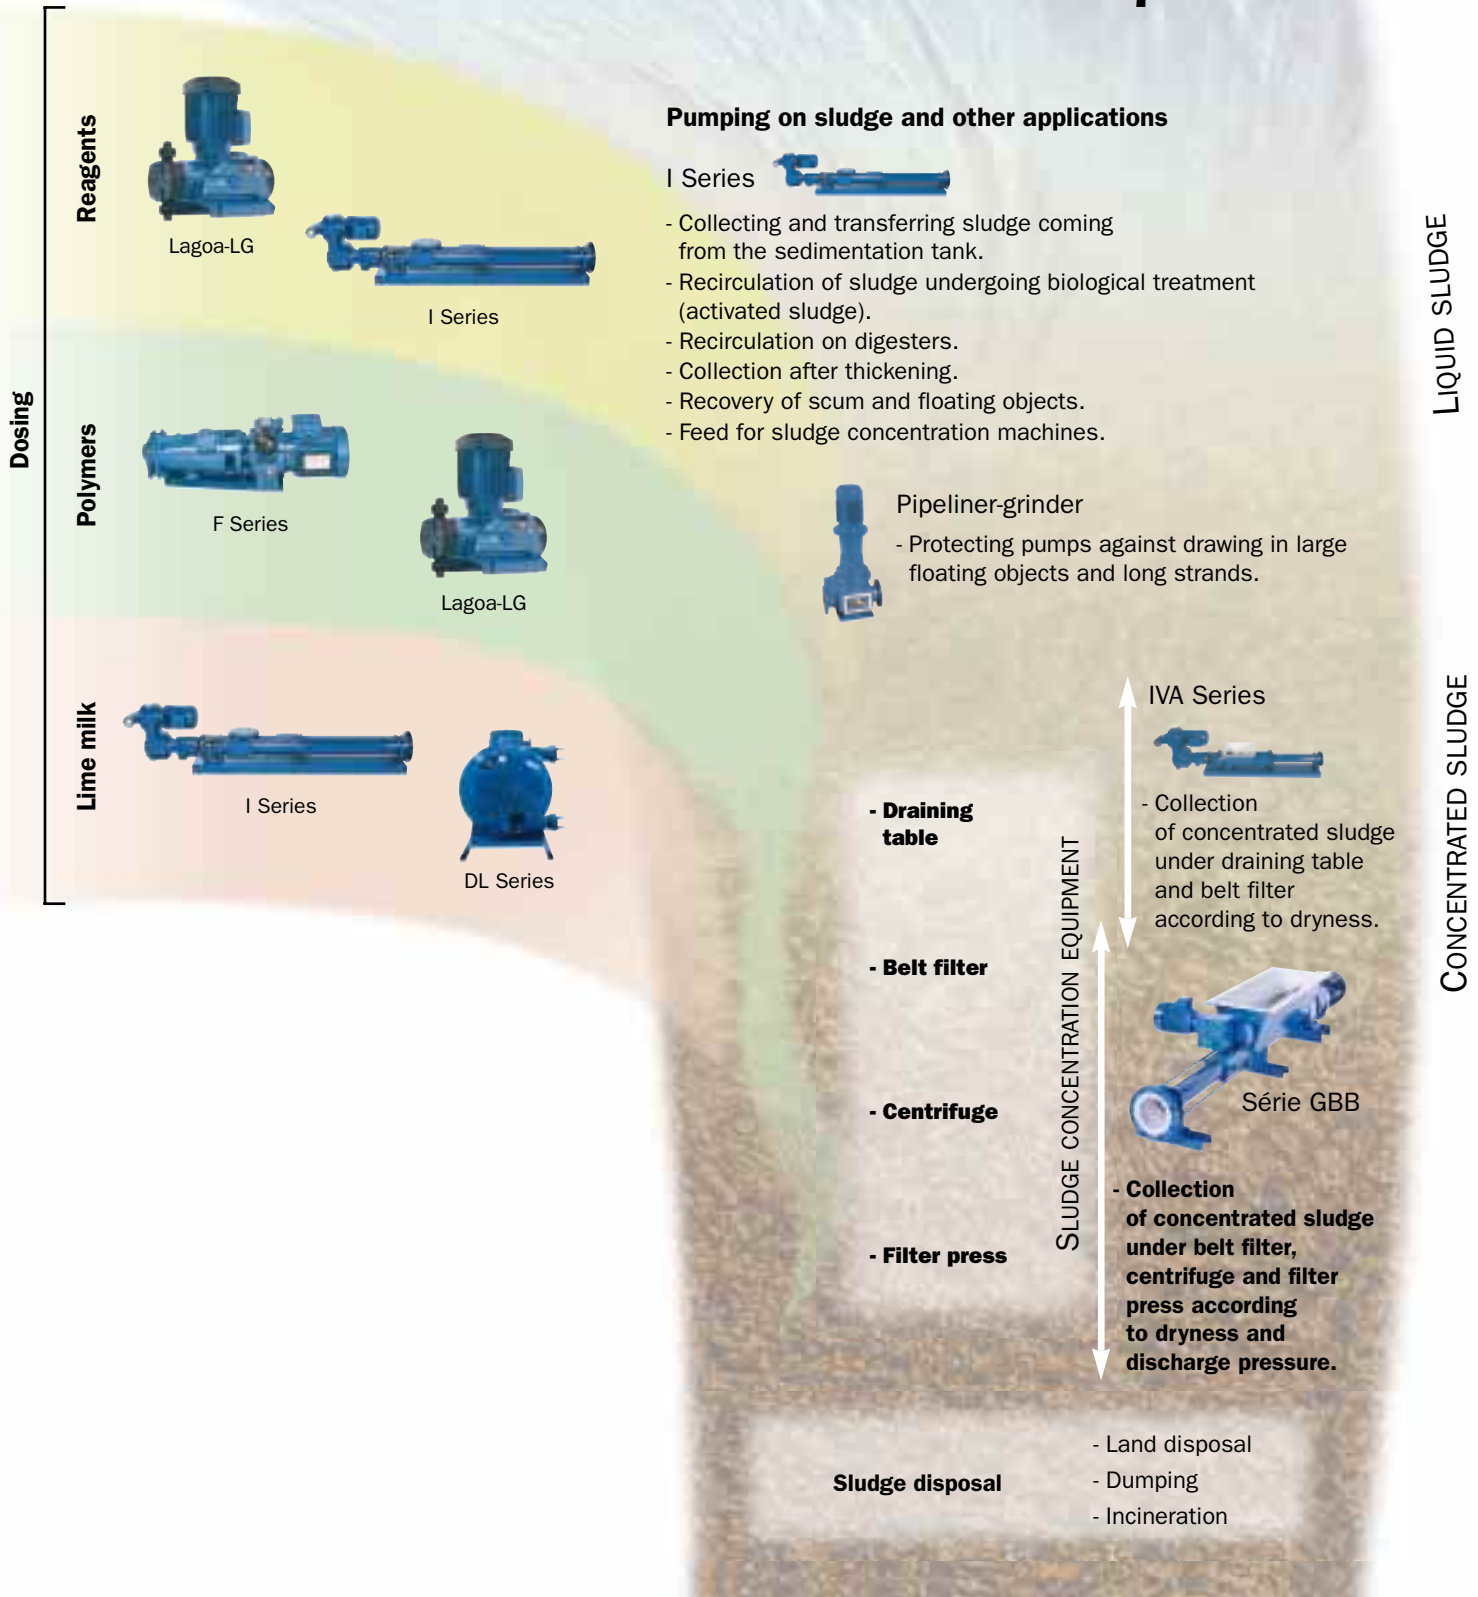 Dosing
Reagents
Lagoa-LG
I Series
Polymers
F Series
Lagoa-LG
Lime milk
I Series
DL Series
Pumping on sludge and other applications
I Series
- Collecting and transferring sludge coming
from the sedimentation tank.
- Recirculation of sludge undergoing biological treatment
(activated sludge).
- Recirculation on digesters.
- Collection after thickening.
- Recovery of scum and floating objects.
- Feed for sludge concentration machines.
Pipeliner-grinder
- Protecting pumps against drawing in large
floating objects and long strands.
LIQUID SLUDGE
CONCENTRATED SLUDGE
IVA Series
- Collection
of concentrated sludge
under draining table
and belt filter
according to dryness.
SLUDGE CONCENTRATION EQUIPMENT
- Draining
table
- Belt filter
- Centrifuge
- Filter press
Série GBB
- Collection
of concentrated sludge
under belt filter,
centrifuge and filter
press according
to dryness and
discharge pressure.
Sludge disposal
- Land disposal
- Dumping
- Incineration